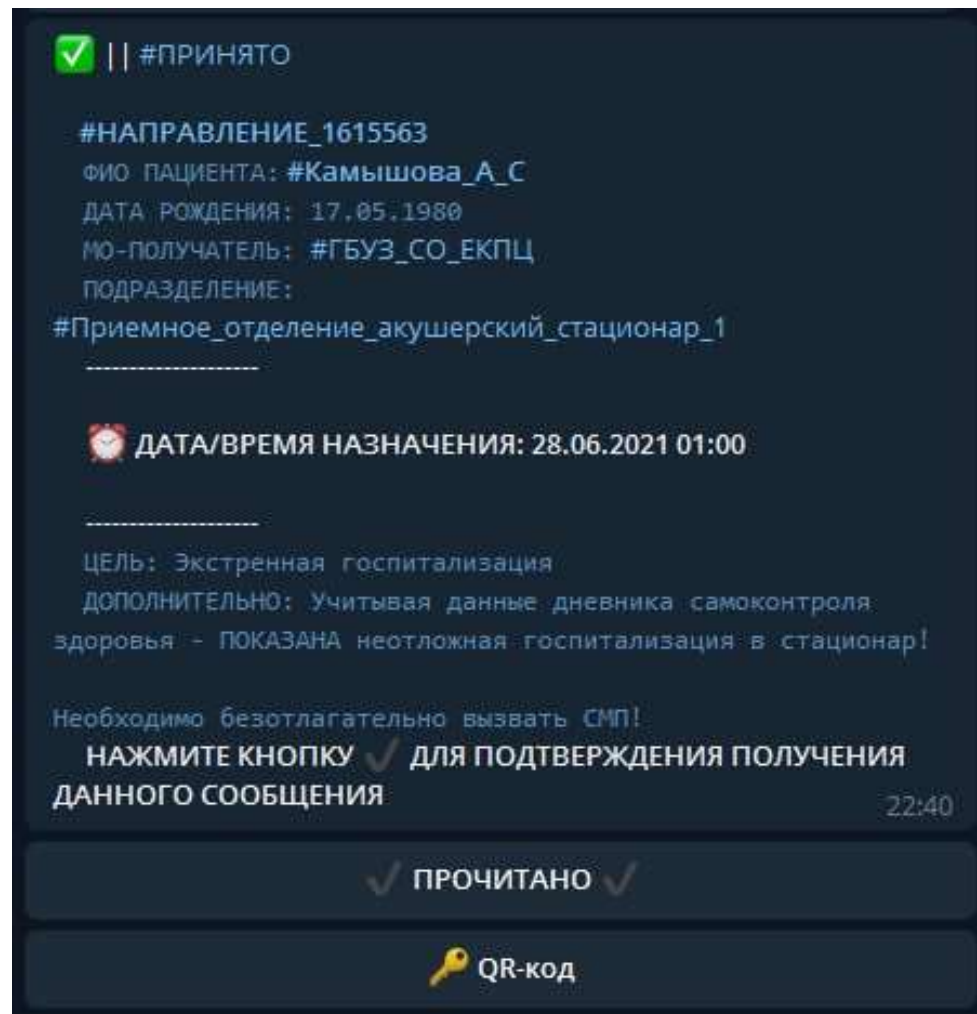 ✅ || #ПРИНЯТО
#НАПРАВЛЕНИЕ_1615563
ФИО ПАЦИЕНТА: #Камышова_А_С
ДАТА РОЖДЕНИЯ: 17.05.1980
МО-ПОЛУЧАТЕЛЬ: #ГБУЗ_СО_ЕКПЦ
ПОДРАЗДЕЛЕНИЕ:
#Приемное_отделение_акушерский_стационар_1
--------------------
⏰ ДАТА/ВРЕМЯ НАЗНАЧЕНИЯ: 28.06.2021 01:00
--------------------
ЦЕЛЬ: Экстренная госпитализация
ДОПОЛНИТЕЛЬНО: Учитывая данные дневника самоконтроля
здоровья - ПОКАЗАНА неотложная госпитализация в стационар!
Необходимо безотлагательно вызвать СМП!
НАЖМИТЕ КНОПКУ ✔ ДЛЯ ПОДТВЕРЖДЕНИЯ ПОЛУЧЕНИЯ
ДАННОГО СООБЩЕНИЯ
22:40
✔ ПРОЧИТАНО ✔
🔑 QR-код